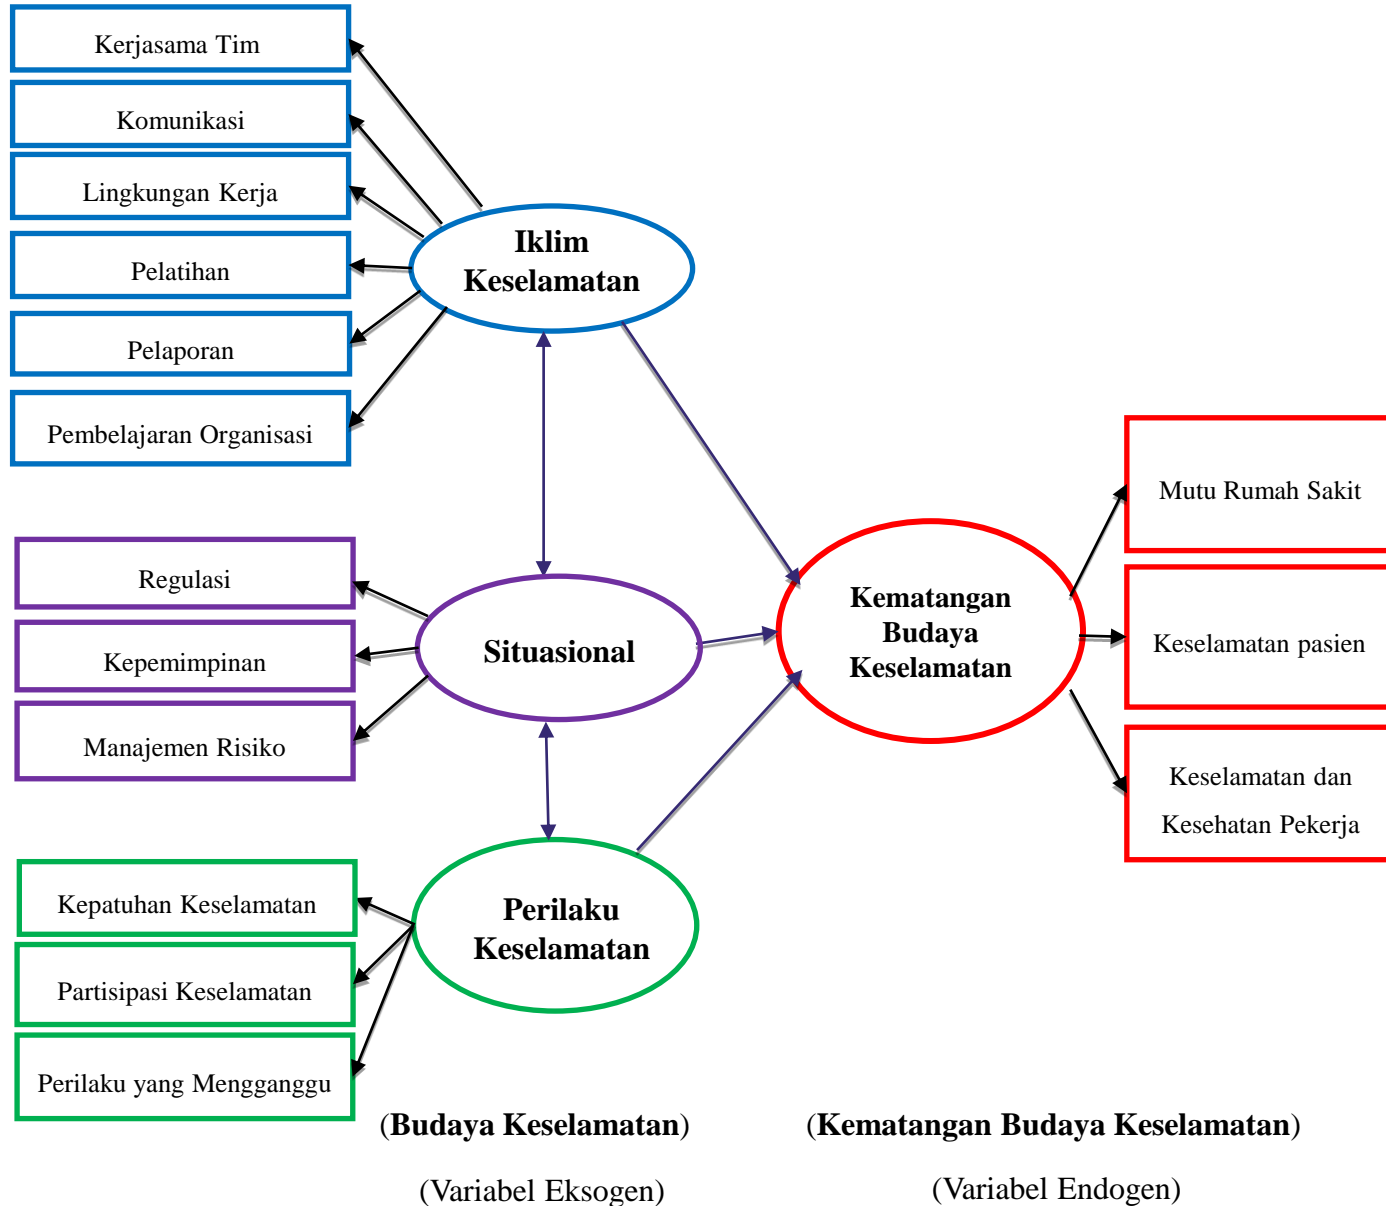 Kerjasama Tim
Komunikasi
Lingkungan Kerja
Pelatihan
Pelaporan
Pembelajaran Organisasi
Iklim
Keselamatan
Regulasi
Kepemimpinan
Manajemen Risiko
Situasional
Kepatuhan Keselamatan
Partisipasi Keselamatan
Perilaku yang Mengganggu
Perilaku
Keselamatan
Kematangan
Budaya
Keselamatan
Mutu Rumah Sakit
Keselamatan pasien
Keselamatan dan
Kesehatan Pekerja
(Budaya Keselamatan)
(Variabel Eksogen)
(Kematangan Budaya Keselamatan)
(Variabel Endogen)